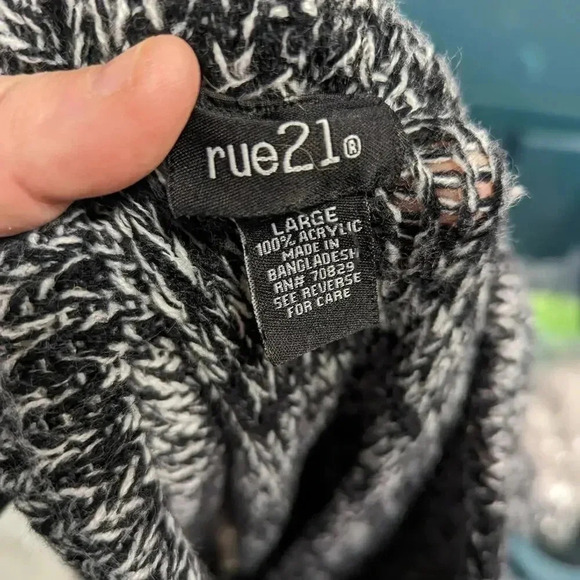 rue21®
LARGE
100% ACRYLIC
MADE IN
BANGLADESH
RN# 70829
SEE REVERSE
FOR CARE